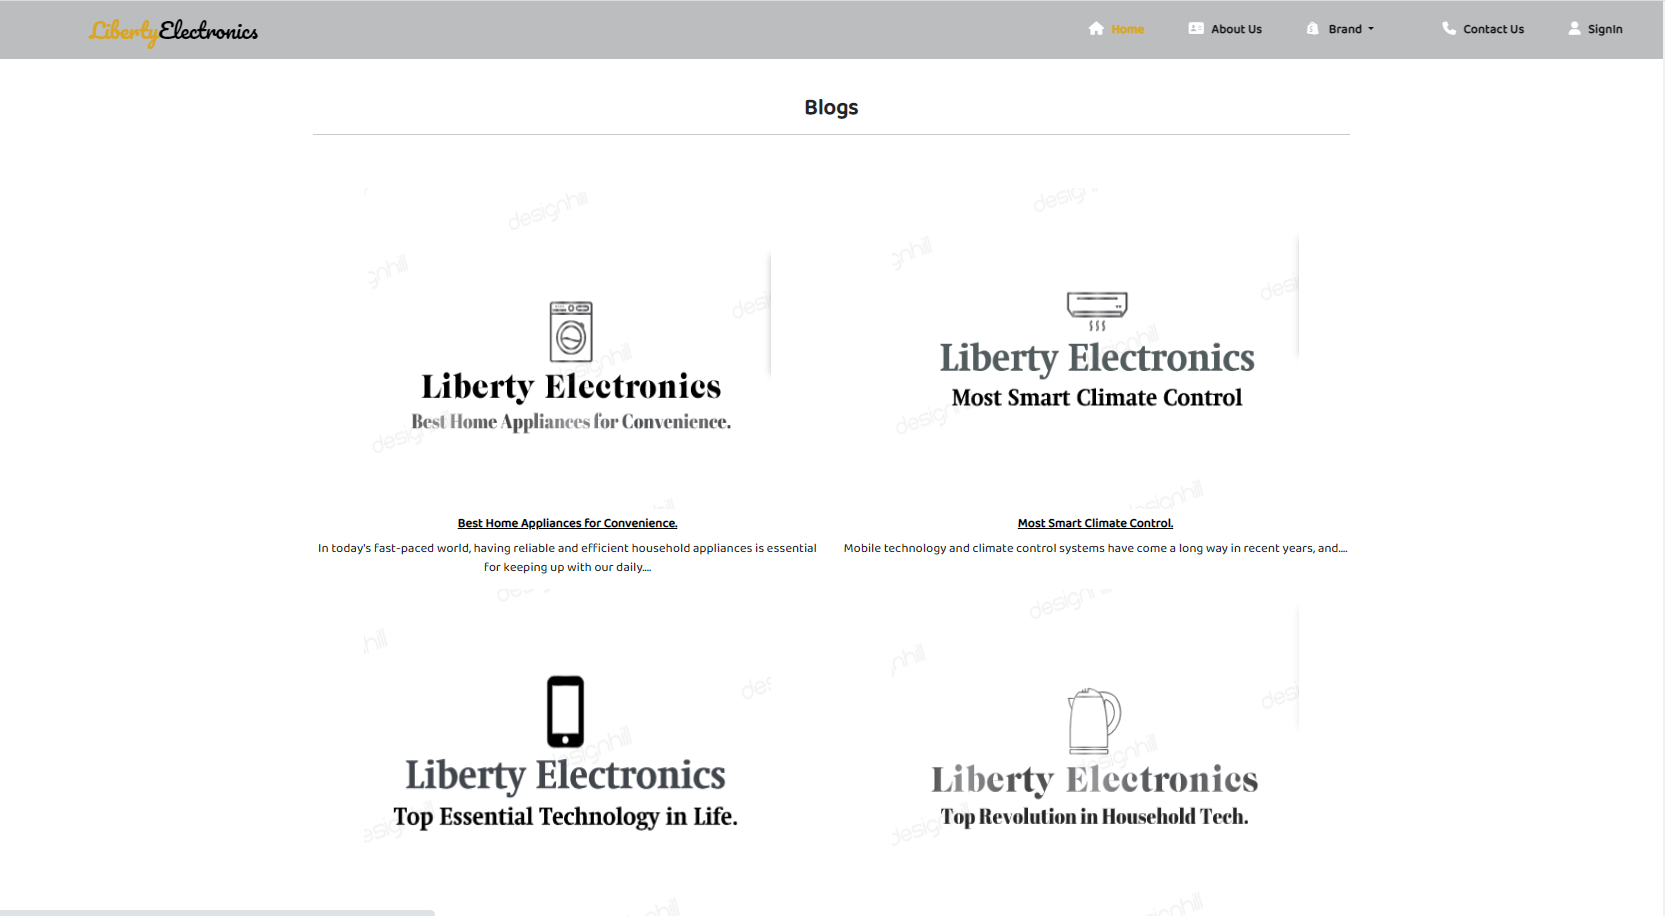 LibertyElectronics
Home
About Us
Brand
Contact Us
SignIn
Blogs
designhill
Liberty Electronics
Best Home Appliances for Convenience.
Liberty Electronics
Most Smart Climate Control
Best Home Appliances for Convenience.
In today's fast-paced world, having reliable and efficient household appliances is essential
for keeping up with our daily....
Most Smart Climate Control.
Mobile technology and climate control systems have come a long way in recent years, and....
Liberty Electronics
Top Essential Technology in Life.
Liberty Electronics
Top Revolution in Household Tech.